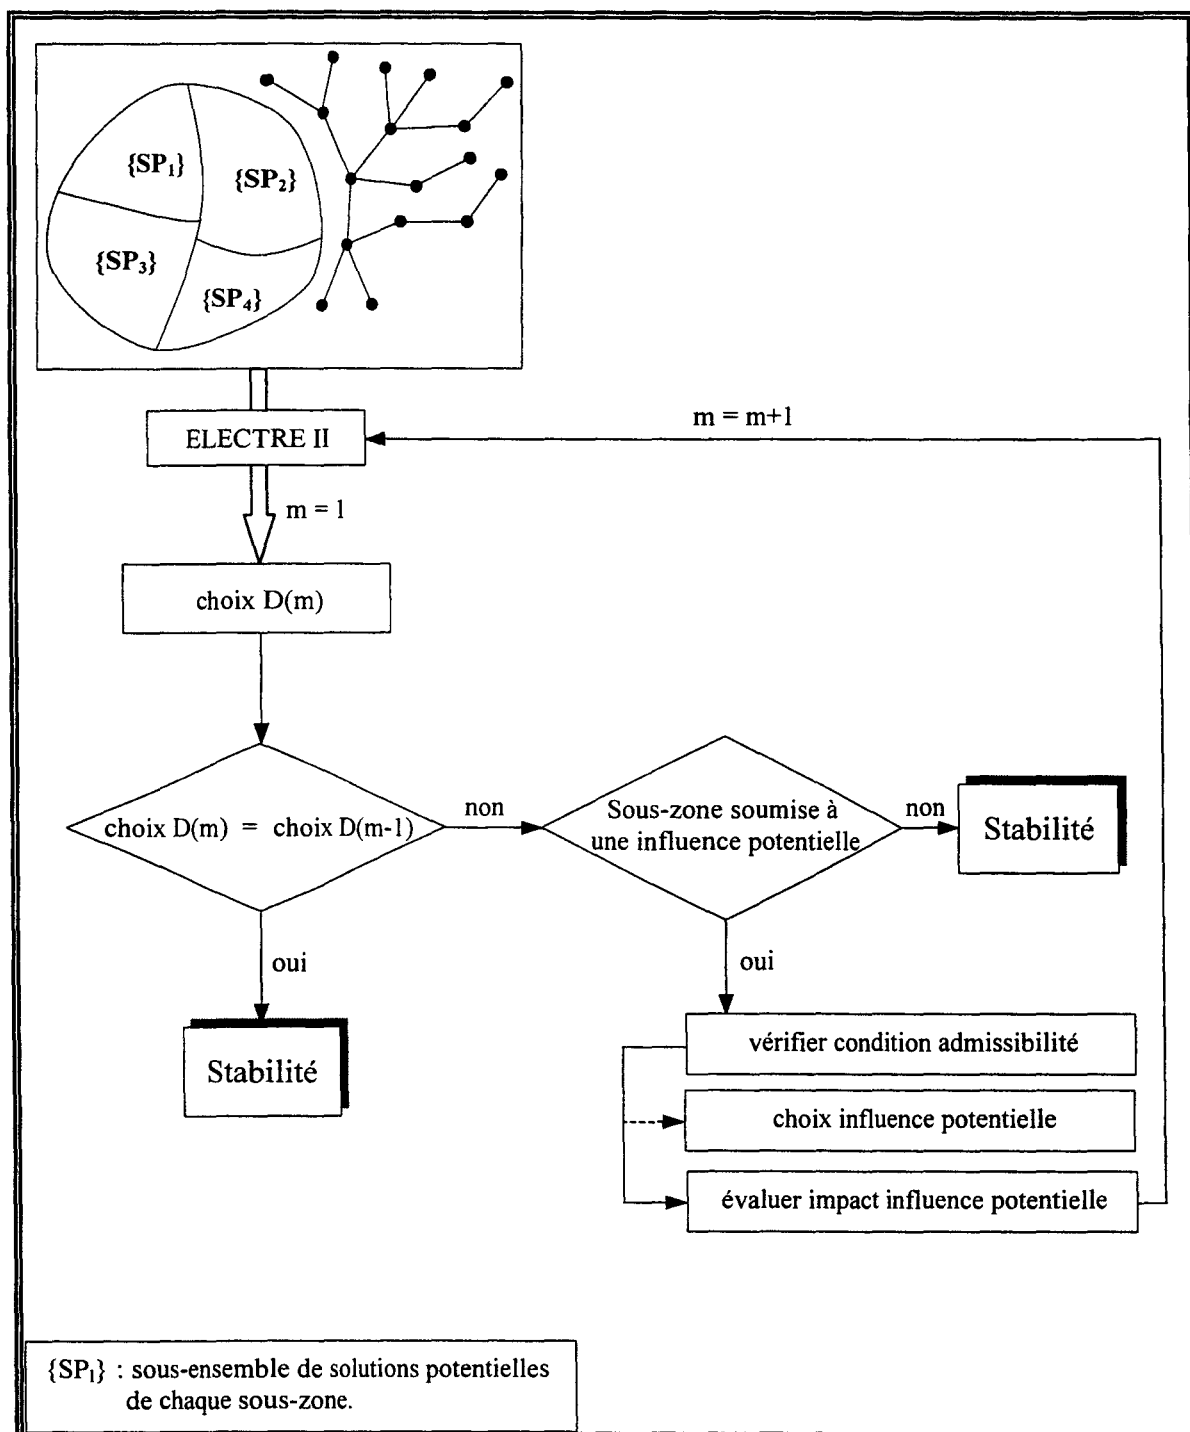 {SP₁}
{SP₂}
{SP₃}
{SP₄}
ELECTRE II
m = m+1
m = 1
choix D(m)
choix D(m) = choix D(m-1)
non
Sous-zone soumise à
une influence potentielle
non
Stabilité
oui
oui
Stabilité
vérifier condition admissibilité
choix influence potentielle
évaluer impact influence potentielle
{SP₁} : sous-ensemble de solutions potentielles
de chaque sous-zone.